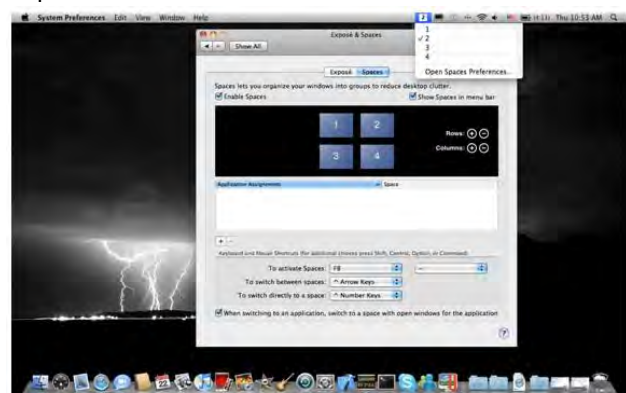 System Preferences Edit View Window Help
Thu 10:53 AM
1
✓ 2
3
4
Open Spaces Preferences...
Exposé & Spaces
Show All
Exposé Spaces
Spaces lets you organize your windows into groups to reduce desktop clutter.
Enable Spaces
Show Spaces in menu bar
1 2
3 4
Rows:
Columns:
Application Assignments Space
Keyboard and Mouse Shortcuts (for additional choices press Shift, Control, Option, or Command)
To activate Spaces: F8 -
To switch between spaces: ^ Arrow Keys
To switch directly to a space: ^ Number Keys
When switching to an application, switch to a space with open windows for the application